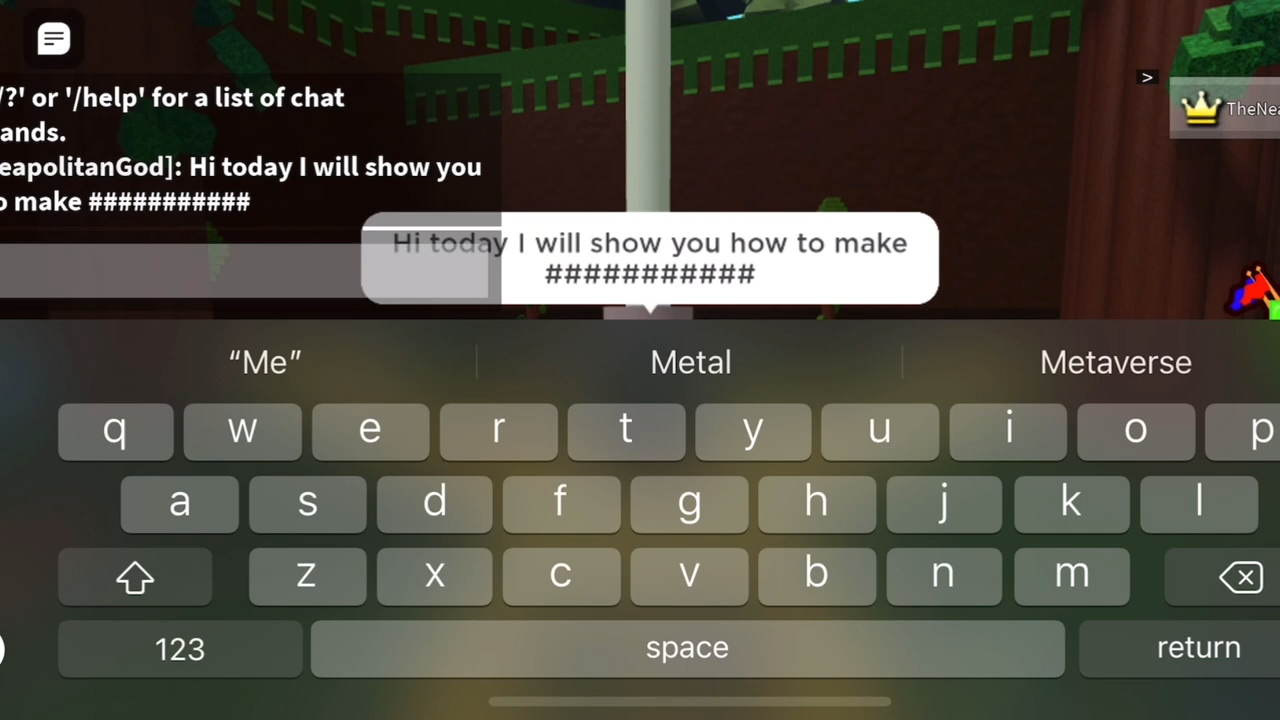 /?' or '/help' for a list of chat
ands.
eapolitanGod]: Hi today I will show you
o make ###########
>
TheNea
Hi today I will show you how to make
###########
“Me” Metal Metaverse
q w e r t y u i o p
a s d f g h j k l
z x c v b n m
123 space return